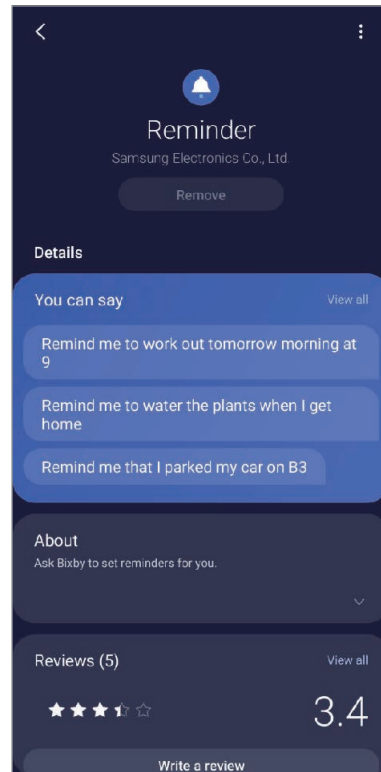 Reminder
Samsung Electronics Co., Ltd.
Remove
Details
You can say
View all
Remind me to work out tomorrow morning at
9
Remind me to water the plants when I get
home
Remind me that I parked my car on B3
About
Ask Bixby to set reminders for you.
Reviews (5)
View all
3.4
Write a review